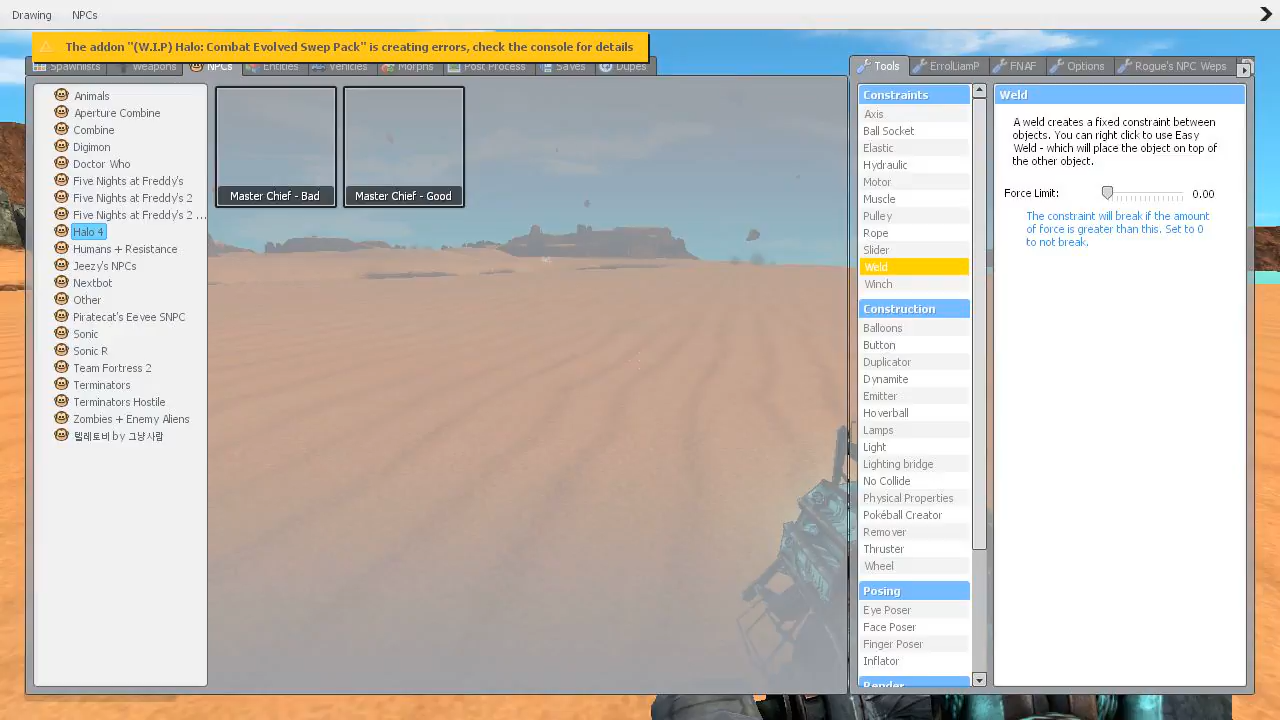 Drawing
NPCs
The addon "(W.I.P) Halo: Combat Evolved Swep Pack" is creating errors, check the console for details
Spawnlists
Weapons
NPCs
Entities
Vehicles
Morphs
Post Process
Saves
Dupes
Animals
Aperture Combine
Combine
Digimon
Doctor Who
Five Nights at Freddy's
Five Nights at Freddy's 2
Five Nights at Freddy's 2 ...
Halo 4
Humans + Resistance
Jeezy's NPCs
Nextbot
Other
Piratecat's Eevee SNPC
Sonic
Sonic R
Team Fortress 2
Terminators
Terminators Hostile
Zombies + Enemy Aliens
텔레토비 by 그냥사람
Master Chief - Bad
Master Chief - Good
Tools
ErrolLiamP
FNAF
Options
Rogue's NPC Weps
Constraints
Axis
Ball Socket
Elastic
Hydraulic
Motor
Muscle
Pulley
Rope
Slider
Weld
Winch
Construction
Balloons
Button
Duplicator
Dynamite
Emitter
Hoverball
Lamps
Light
Lighting bridge
No Collide
Physical Properties
Pokéball Creator
Remover
Thruster
Wheel
Posing
Eye Poser
Face Poser
Finger Poser
Inflator
Render
Weld
A weld creates a fixed constraint between
objects. You can right click to use Easy
Weld - which will place the object on top of
the other object.
Force Limit:
0.00
The constraint will break if the amount
of force is greater than this. Set to 0
to not break.